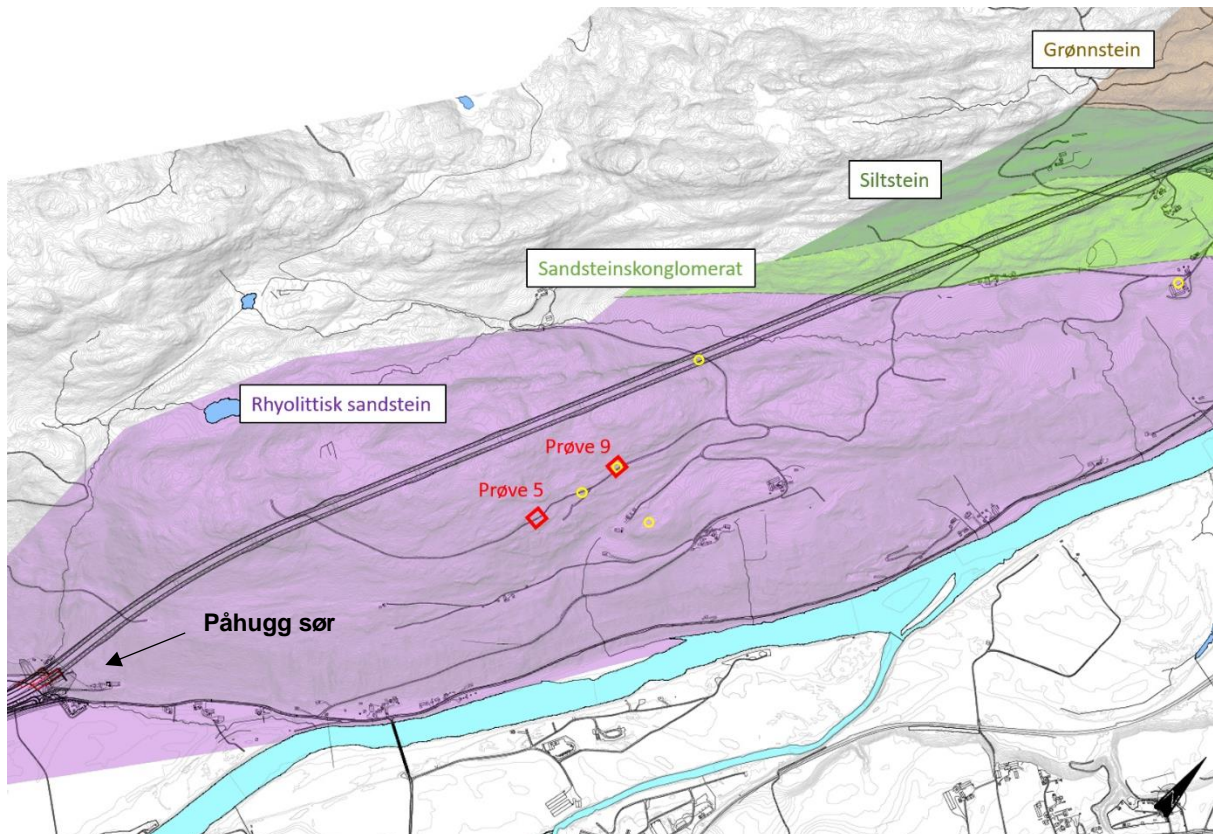 Grønnstein
Siltstein
Sandsteinskonglomerat
Rhyolittisk sandstein
Prøve 9
Prøve 5
Påhugg sør